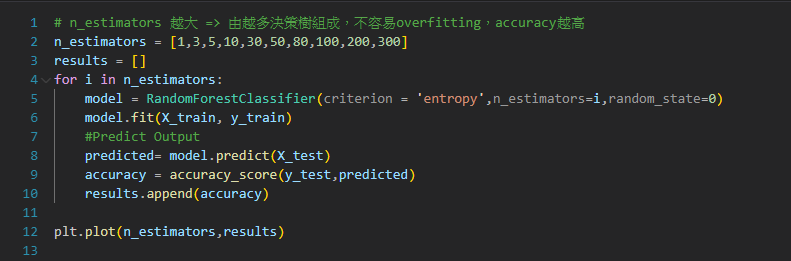 1 # n_estimators 越大 => 由越多決策樹組成，不容易overfitting，accuracy越高
2 n_estimators = [1,3,5,10,30,50,80,100,200,300]
3 results = []
4 for i in n_estimators:
5     model = RandomForestClassifier(criterion = 'entropy',n_estimators=i,random_state=0)
6     model.fit(X_train, y_train)
7     #Predict Output
8     predicted= model.predict(X_test)
9     accuracy = accuracy_score(y_test,predicted)
10     results.append(accuracy)
11
12 plt.plot(n_estimators,results)
13